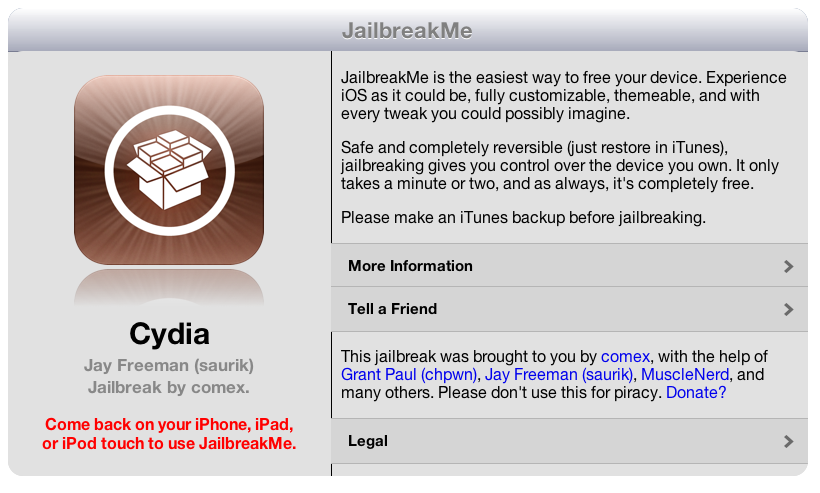 JailbreakMe
Cydia
Jay Freeman (saurik)
Jailbreak by comex.
Come back on your iPhone, iPad,
or iPod touch to use JailbreakMe.
JailbreakMe is the easiest way to free your device. Experience
iOS as it could be, fully customizable, themeable, and with
every tweak you could possibly imagine.
Safe and completely reversible (just restore in iTunes),
jailbreaking gives you control over the device you own. It only
takes a minute or two, and as always, it's completely free.
Please make an iTunes backup before jailbreaking.
More Information
Tell a Friend
This jailbreak was brought to you by comex, with the help of
Grant Paul (chpwn), Jay Freeman (saurik), MuscleNerd, and
many others. Please don't use this for piracy. Donate?
Legal